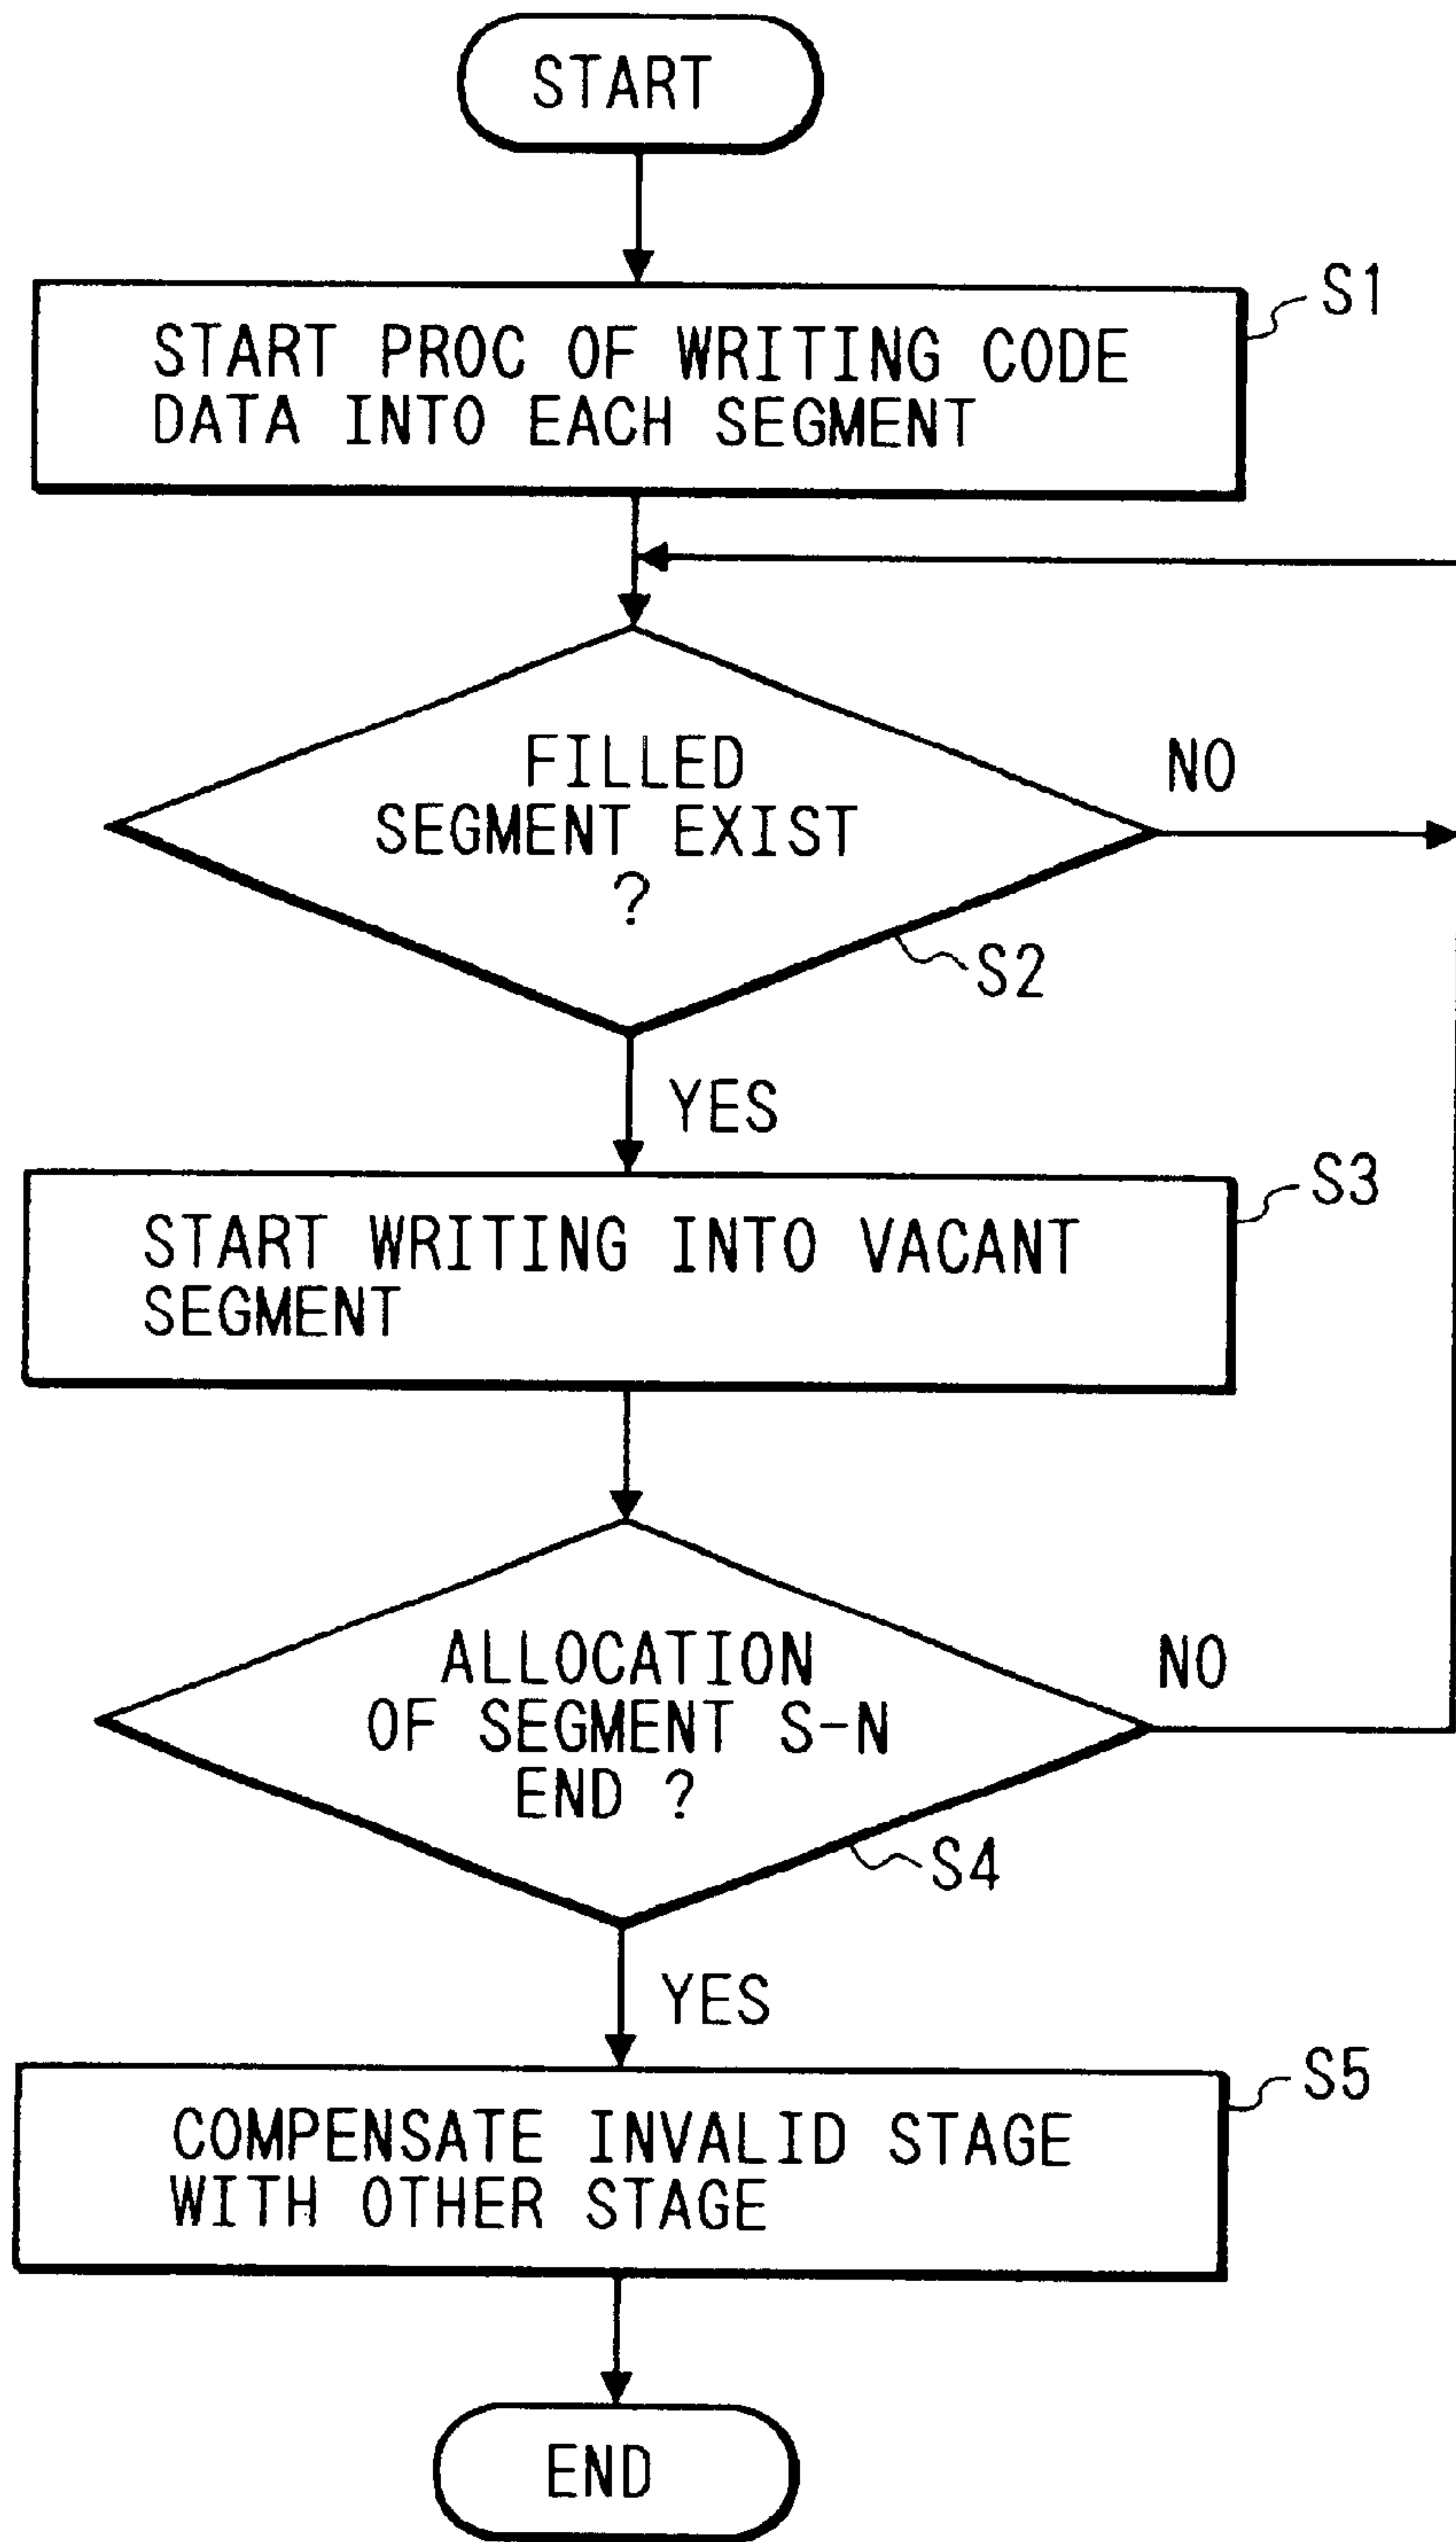 START
S1
START PROC OF WRITING CODE
DATA INTO EACH SEGMENT
FILLED
SEGMENT EXIST
?
NO
S2
YES
S3
START WRITING INTO VACANT
SEGMENT
ALLOCATION
OF SEGMENT S-N
END ?
NO
S4
YES
S5
COMPENSATE INVALID STAGE
WITH OTHER STAGE
END